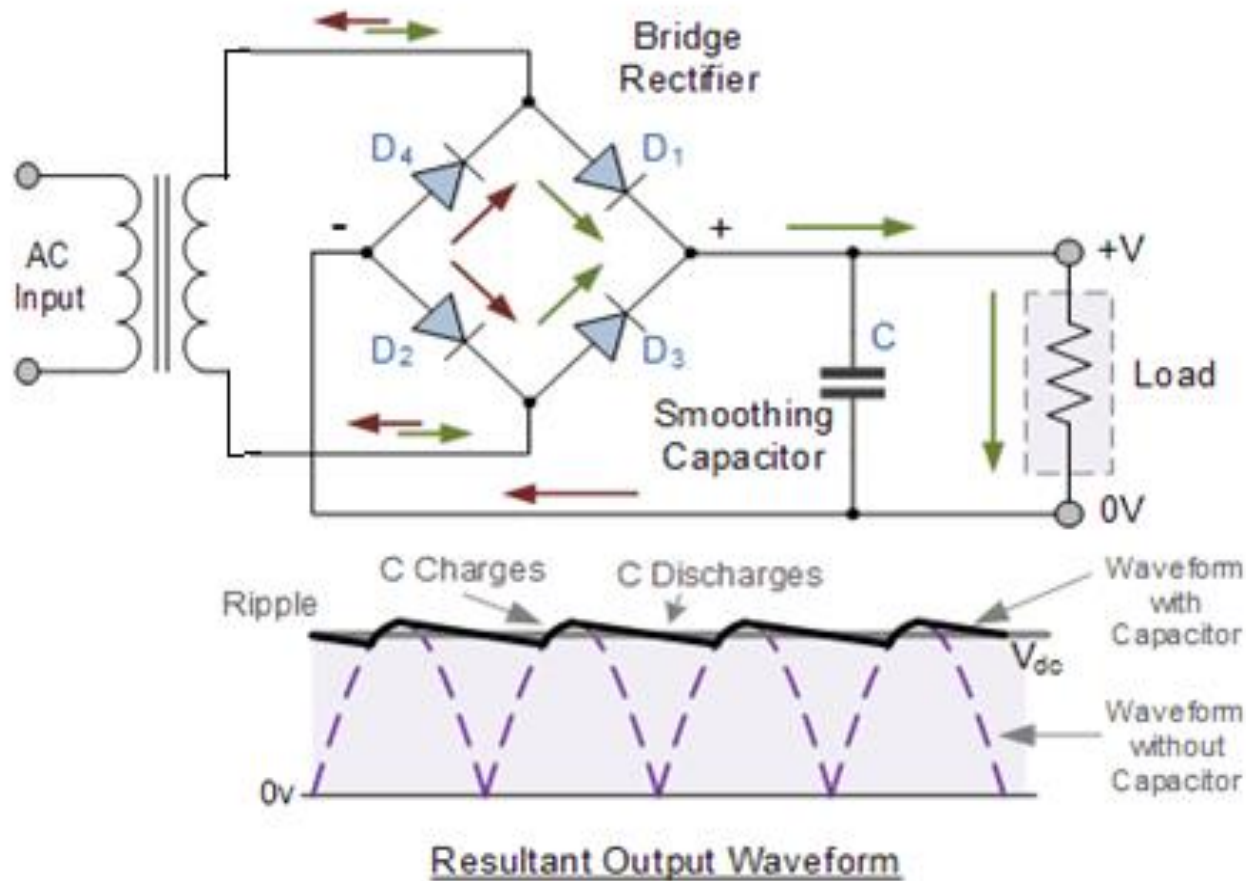 Bridge
Rectifier
D4
D1
-
+
+V
AC
Input
D2
D3
C
Load
Smoothing
Capacitor
0V
C Charges
C Discharges
Waveform
with
Capacitor
Ripple
Vdc
Waveform
without
Capacitor
0v
Resultant Output Waveform